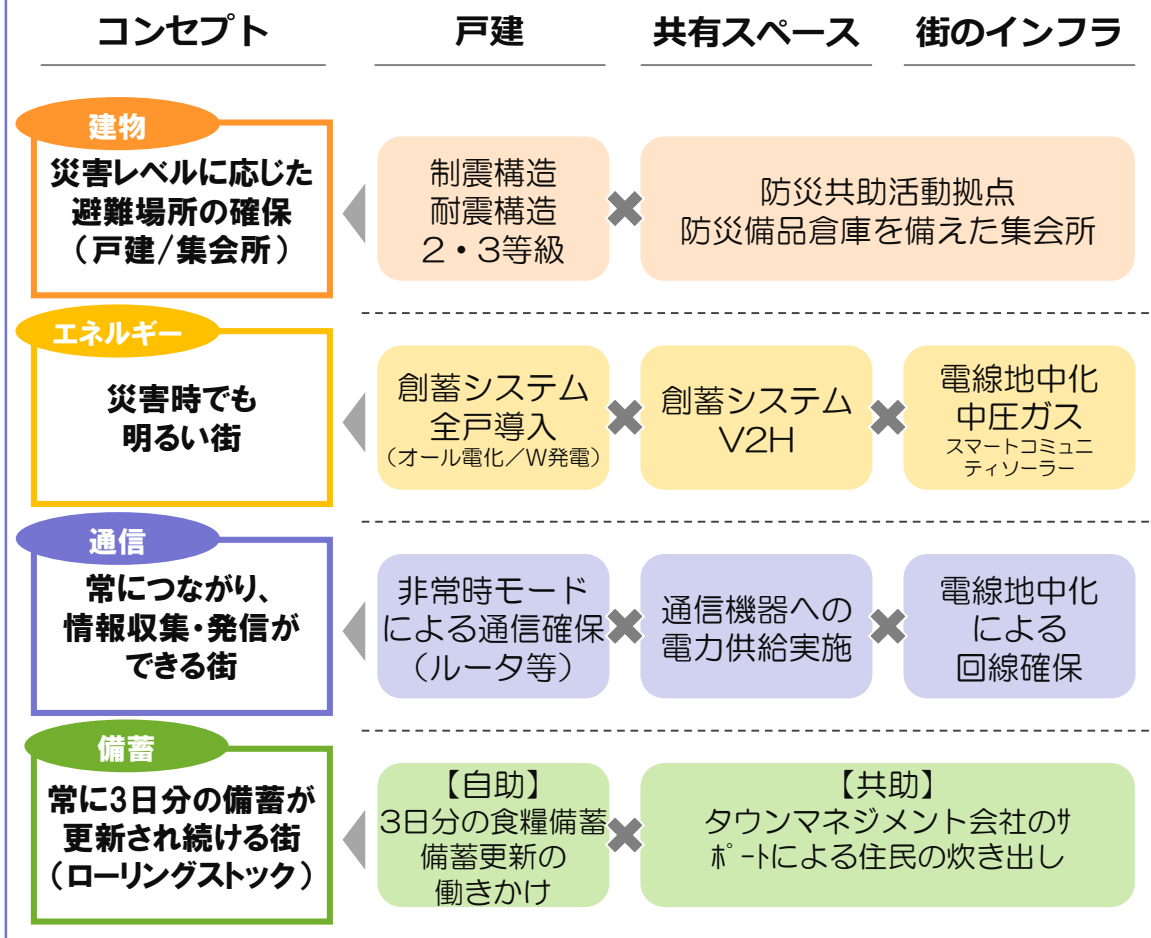 コンセプト
戸建
共有スペース
街のインフラ
建物
災害レベルに応じた
避難場所の確保
（戸建/集会所）
制震構造
耐震構造
2・3等級
防災共助活動拠点
防災備品倉庫を備えた集会所
エネルギー
災害時でも
明るい街
創蓄システム
全戸導入
（オール電化／W発電）
創蓄システム
V2H
電線地中化
中圧ガス
スマートコミュニ
ティソーラー
通信
常につながり、
情報収集・発信が
できる街
非常時モード
による通信確保
（ルータ等）
通信機器への
電力供給実施
電線地中化
による
回線確保
備蓄
常に3日分の備蓄が
更新され続ける街
（ローリングストック）
【自助】
3日分の食糧備蓄
備蓄更新の
働きかけ
【共助】
タウンマネジメント会社のｻ
ﾎﾟｰﾄによる住民の炊き出し